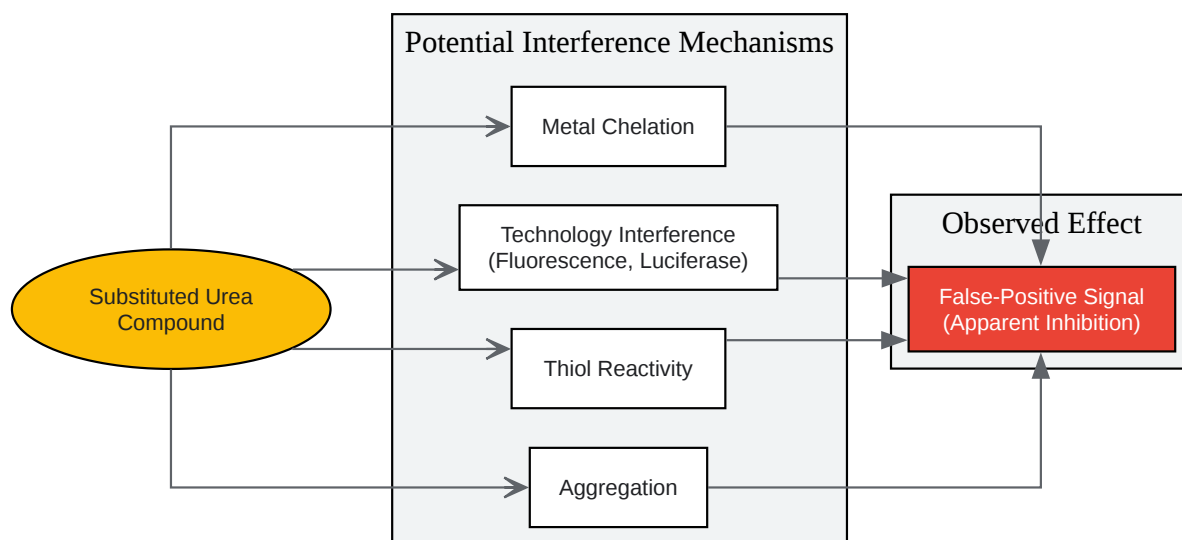 Potential Interference Mechanisms
Metal Chelation
Technology Interference
(Fluorescence, Luciferase)
Observed Effect
Substituted Urea
Compound
False-Positive Signal
(Apparent Inhibition)
Thiol Reactivity
Aggregation